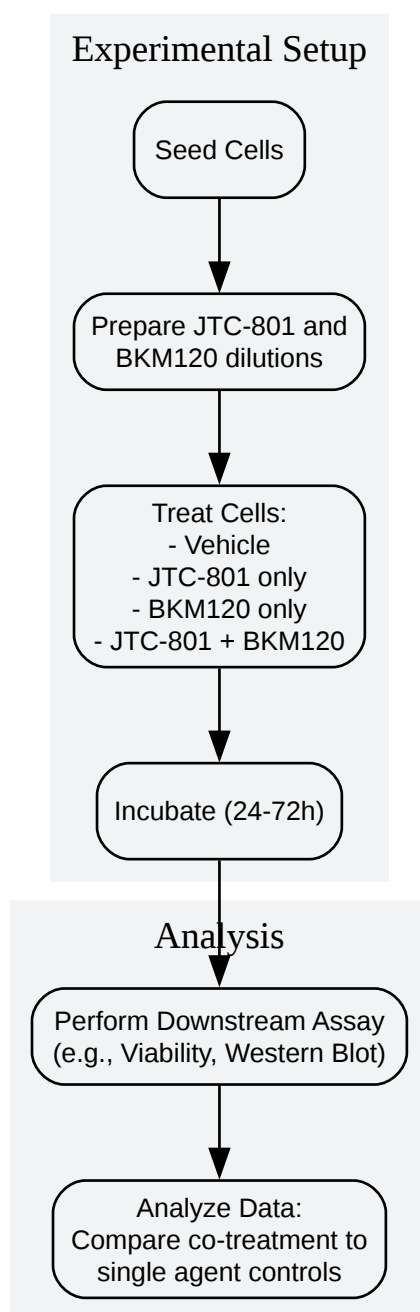 Experimental Setup
Seed Cells
Prepare JTC-801 and
BKM120 dilutions
Treat Cells:
- Vehicle
- JTC-801 only
- BKM120 only
- JTC-801 + BKM120
Incubate (24-72h)
Analysis
Perform Downstream Assay
(e.g., Viability, Western Blot)
Analyze Data:
Compare co-treatment to
single agent controls